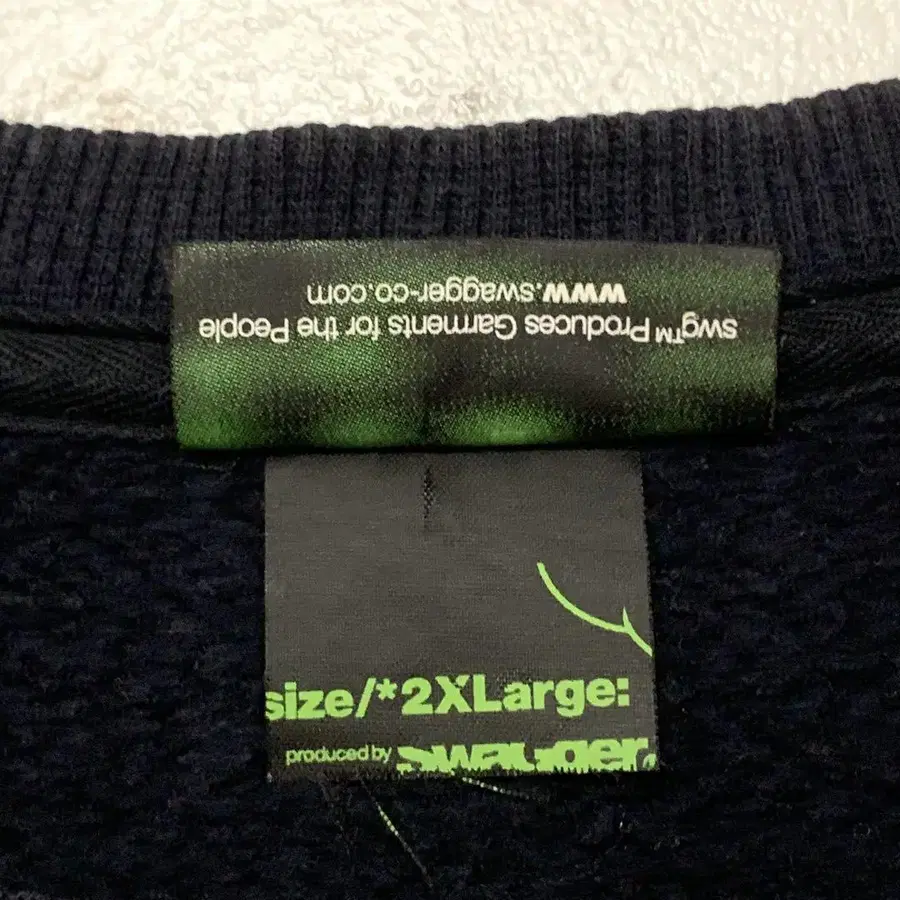 swg™ Produces Garments for the People
www.swagger-co.com
size/*2XLarge:
produced by swagger